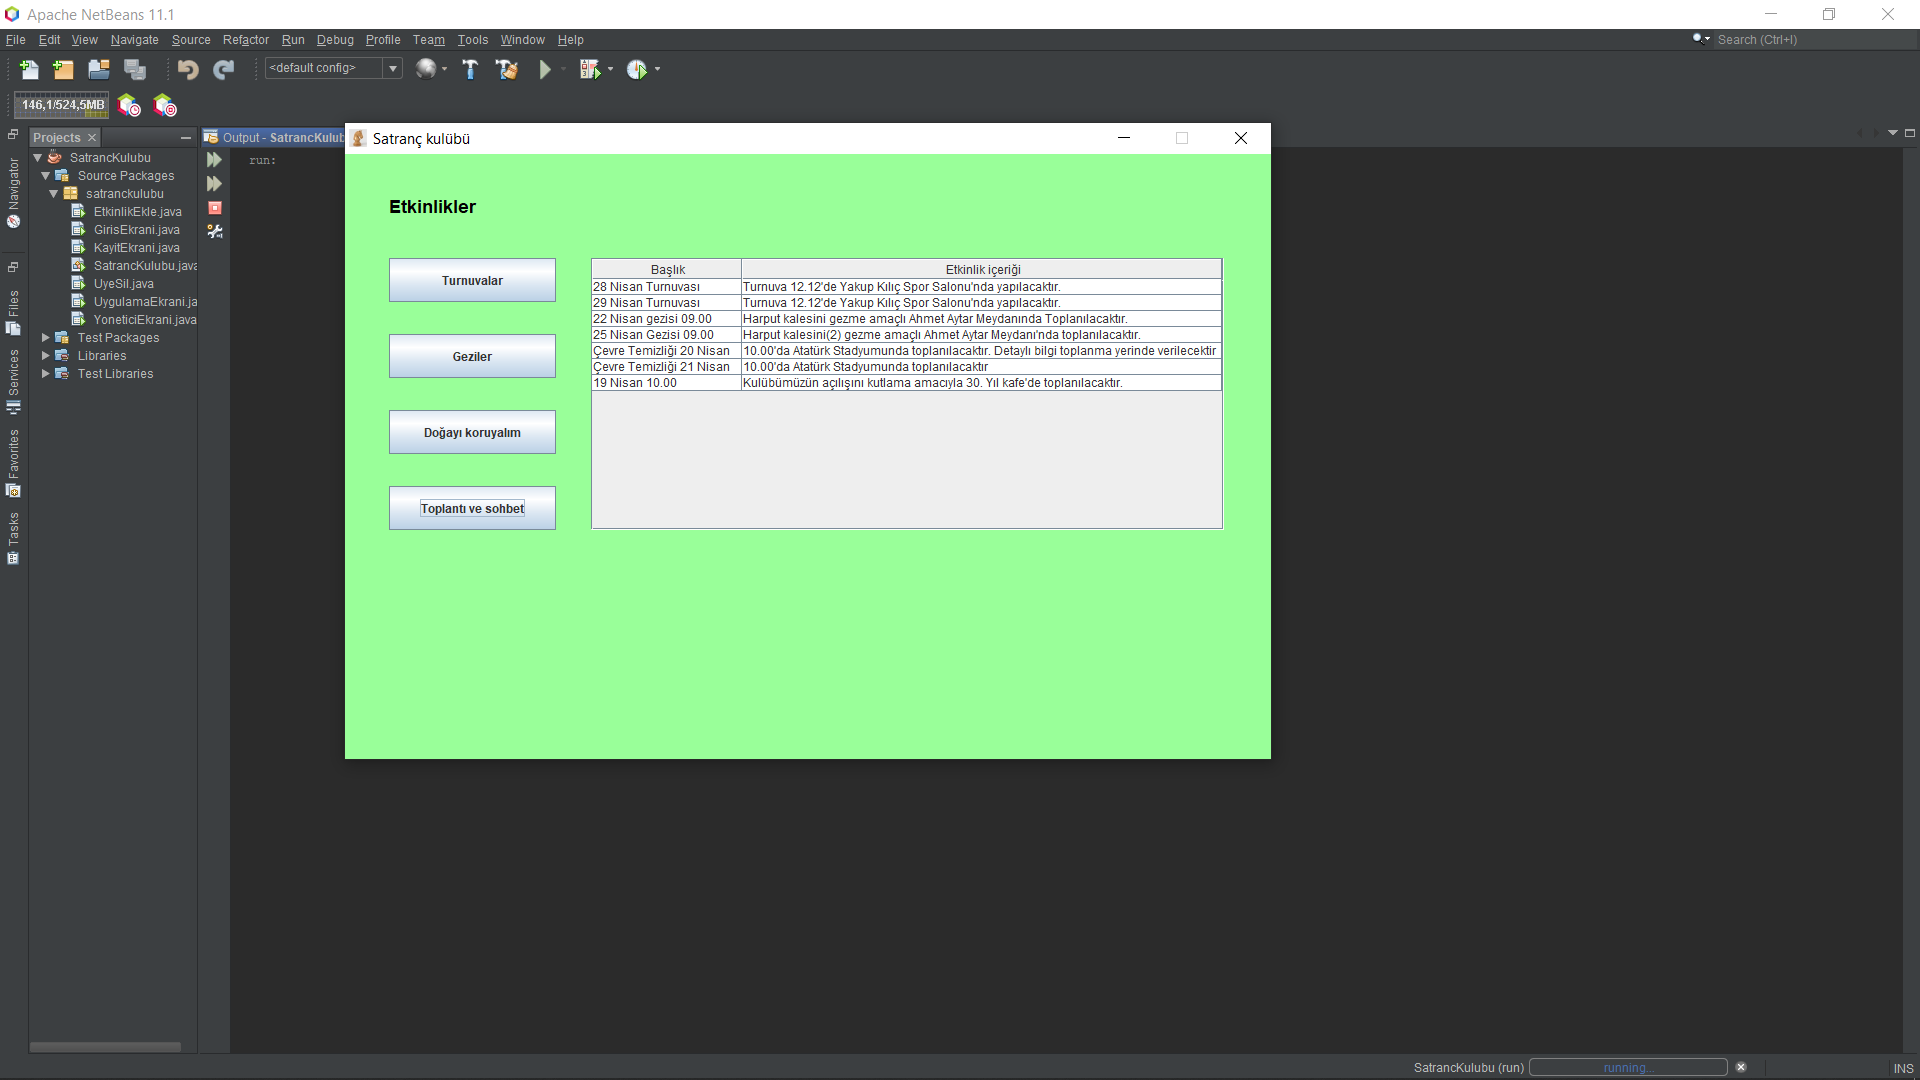 Apache NetBeans 11.1
File Edit View Navigate Source Refactor Run Debug Profile Team Tools Window Help
Search (Ctrl+I)
<default config>
146,1/524,5MB
Projects
Output - SatrancKulub
Navigator
Files
Services
Favorites
Tasks
SatrancKulubu
Source Packages
satranckulubu
EtkinlikEkle.java
GirisEkrani.java
KayitEkrani.java
SatrancKulubu.java
UyeSil.java
UygulamaEkrani.ja
YoneticiEkrani.java
Test Packages
Libraries
Test Libraries
run:
Satranç kulübü
Etkinlikler
Turnuvalar
Geziler
Doğayı koruyalım
Toplantı ve sohbet
Başlık Etkinlik içeriği
28 Nisan Turnuvası Turnuva 12.12'de Yakup Kılıç Spor Salonu'nda yapılacaktır.
29 Nisan Turnuvası Turnuva 12.12'de Yakup Kılıç Spor Salonu'nda yapılacaktır.
22 Nisan gezisi 09.00 Harput kalesini gezme amaçlı Ahmet Aytar Meydanında Toplanılacaktır.
25 Nisan Gezisi 09.00 Harput kalesini(2) gezme amaçlı Ahmet Aytar Meydanı'nda toplanılacaktır.
Çevre Temizliği 20 Nisan 10.00'da Atatürk Stadyumunda toplanılacaktır. Detaylı bilgi toplanma yerinde verilecektir
Çevre Temizliği 21 Nisan 10.00'da Atatürk Stadyumunda toplanılacaktır
19 Nisan 10.00 Kulübümüzün açılışını kutlama amacıyla 30. Yıl kafe'de toplanılacaktır.
SatrancKulubu (run) running... INS